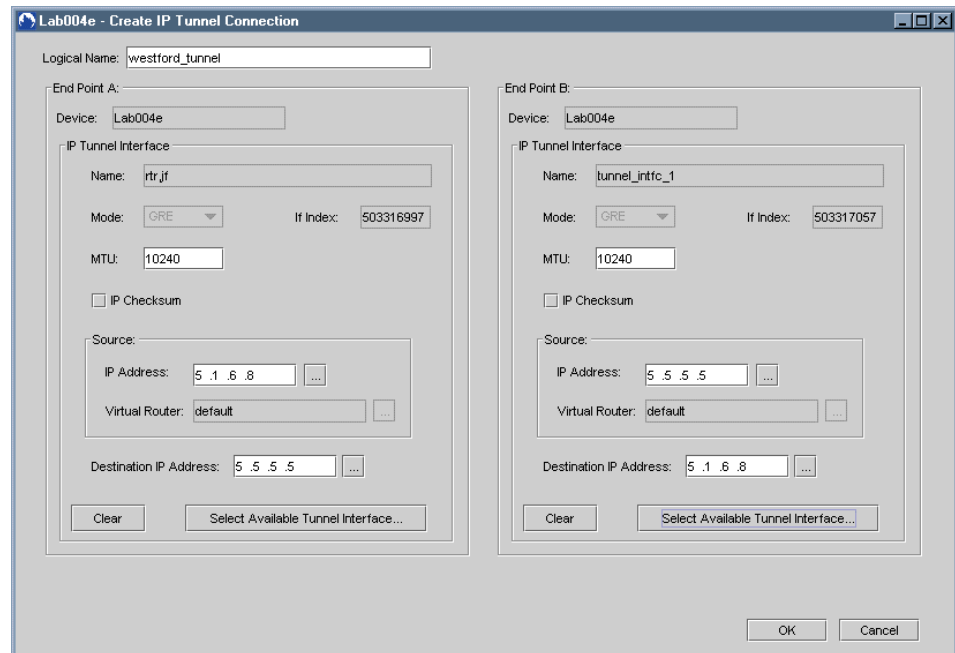 Lab004e - Create IP Tunnel Connection
Logical Name: westford_tunnel
End Point A:
Device: Lab004e
IP Tunnel Interface
Name: rtr,jf
Mode: GRE If Index: 503316997
MTU: 10240
IP Checksum
Source:
IP Address: 5 .1 .6 .8 ...
Virtual Router: default ...
Destination IP Address: 5 .5 .5 .5 ...
Clear Select Available Tunnel Interface...
End Point B:
Device: Lab004e
IP Tunnel Interface
Name: tunnel_intfc_1
Mode: GRE If Index: 503317057
MTU: 10240
IP Checksum
Source:
IP Address: 5 .5 .5 .5 ...
Virtual Router: default ...
Destination IP Address: 5 .1 .6 .8 ...
Clear Select Available Tunnel Interface...
OK Cancel